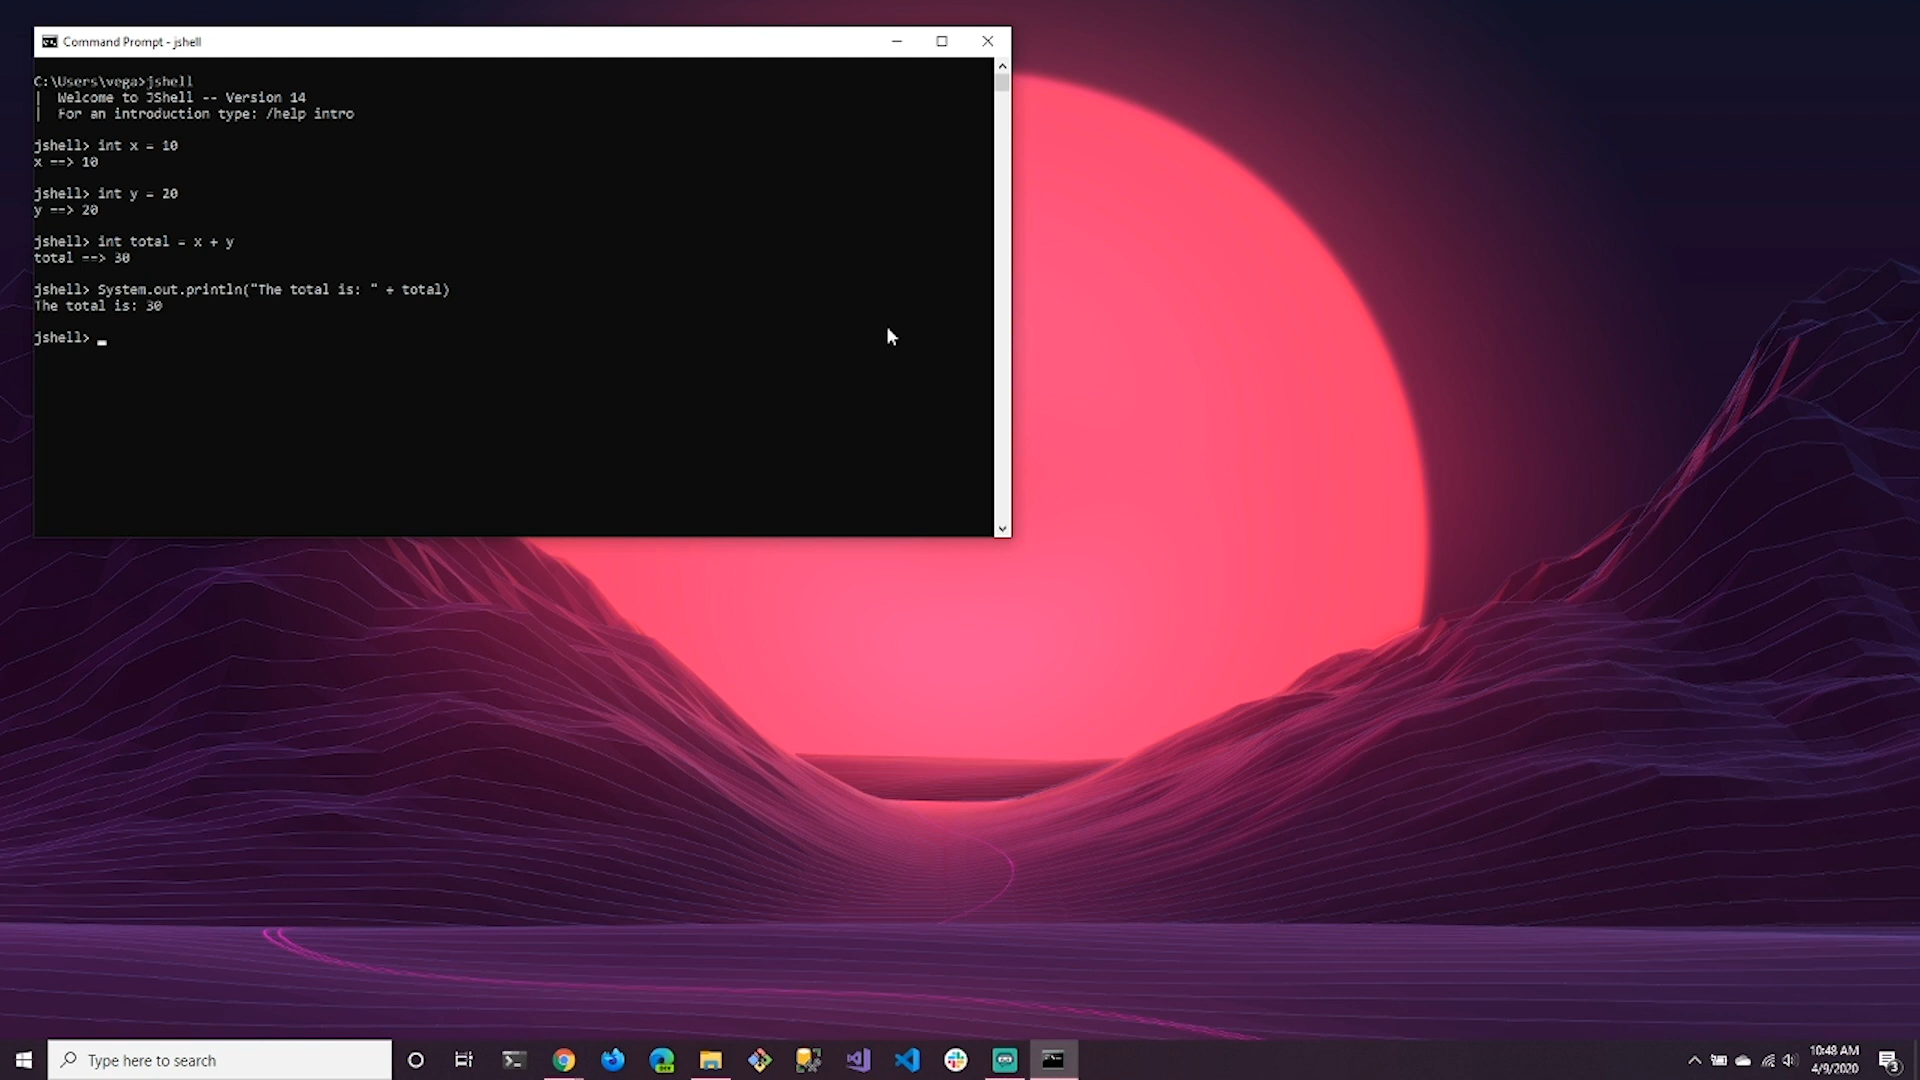 Command Prompt - jshell
C:\Users\vega>jshell
|  Welcome to JShell -- Version 14
|  For an introduction type: /help intro
jshell> int x = 10
x ==> 10
jshell> int y = 20
y ==> 20
jshell> int total = x + y
total ==> 30
jshell> System.out.println("The total is: " + total)
The total is: 30
jshell>
Type here to search
10:48 AM
4/9/2020
3